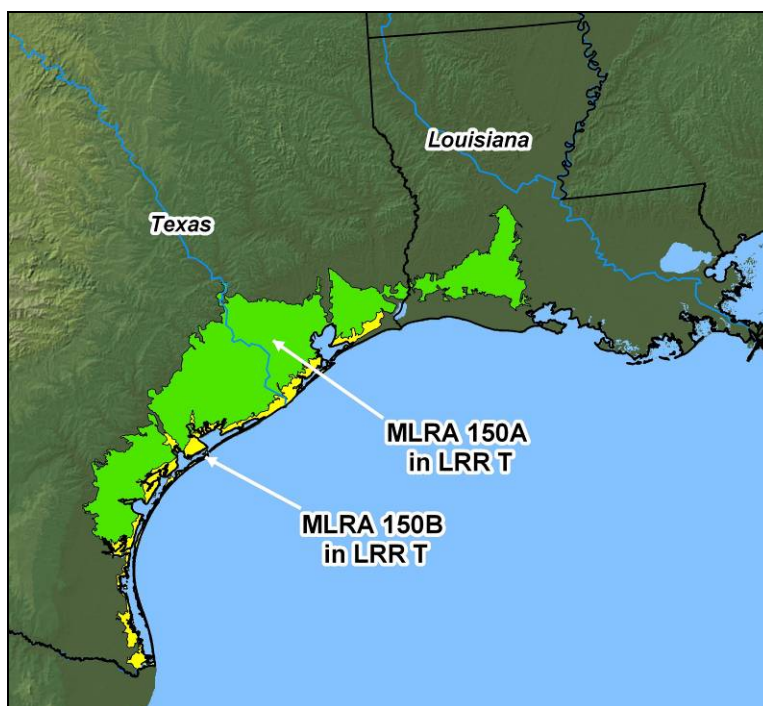 Louisiana
Texas
MLRA 150A
in LRR T
MLRA 150B
in LRR T